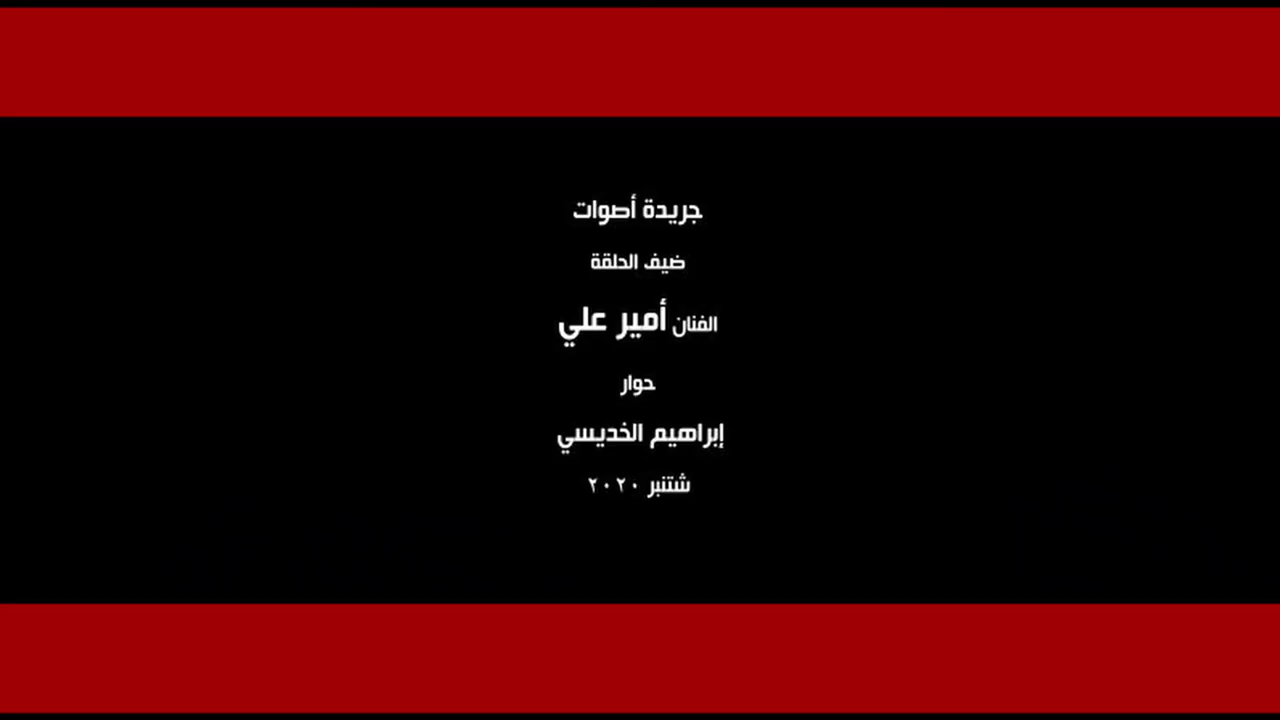 جريدة أصوات
ضيف الحلقة
الفنان أمير علي
حوار
إبراهيم الخديسي
شتنبر ٢٠٢٠